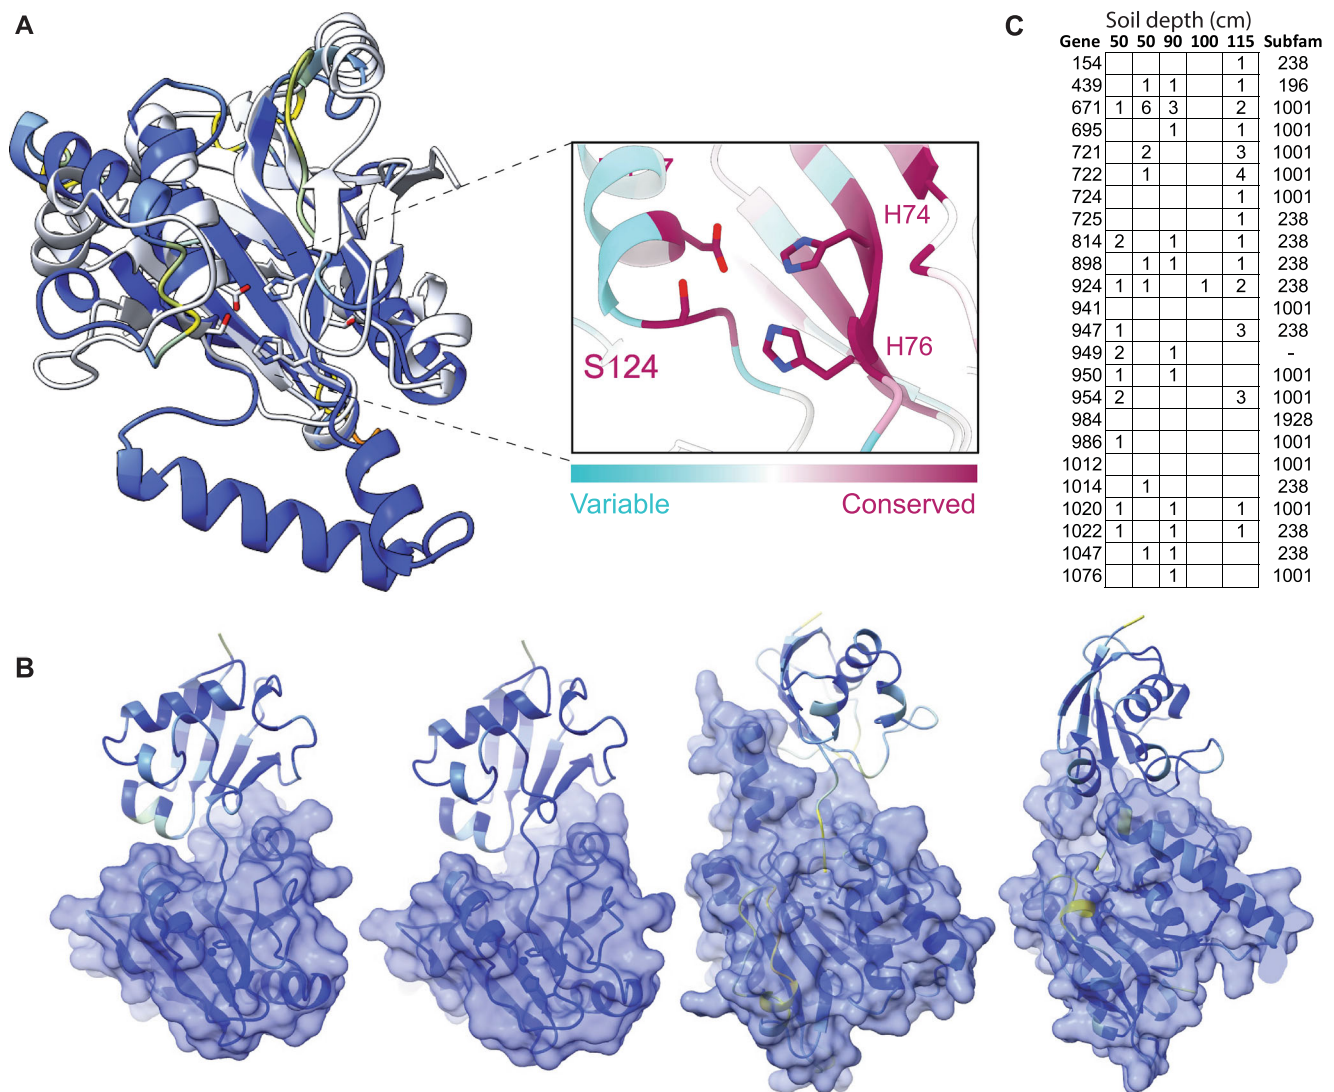 A
H74
H76
S124
Variable Conserved
C
Soil depth (cm)
Gene 50 50 90 100 115 Subfam
154 1 238
439 1 1 1 196
671 1 6 3 2 1001
695 1 1 1001
721 2 3 1001
722 1 4 1001
724 1 1001
725 1 238
814 2 1 1 238
898 1 1 1 238
924 1 1 1 2 238
941 1001
947 1 3 238
949 2 1 -
950 1 1 1001
954 2 3 1001
984 1928
986 1 1001
1012 1001
1014 1 238
1020 1 1 1 1001
1022 1 1 1 238
1047 1 1 238
1076 1 1001
B